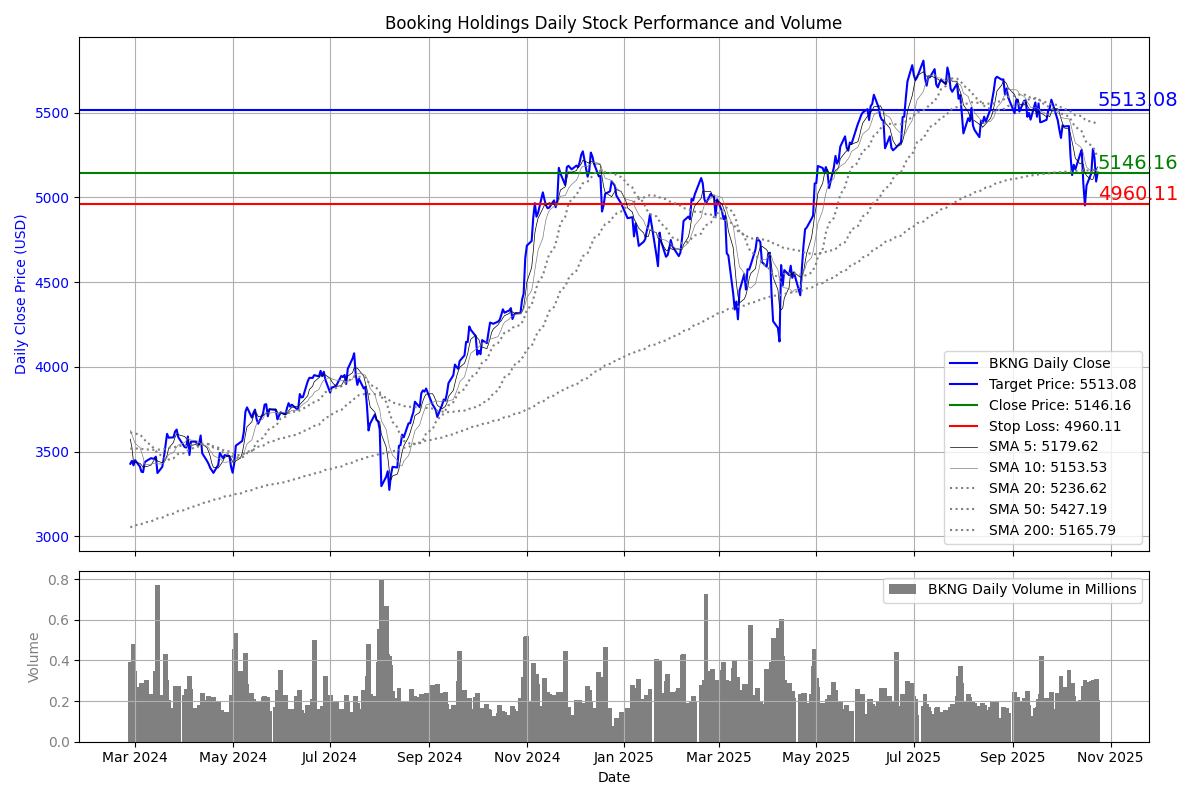 Booking Holdings Daily Stock Performance and Volume
Daily Close Price (USD)
5500
5000
4500
4000
3500
3000
5513.08
5146.16
4960.11
BKNG Daily Close
Target Price: 5513.08
Close Price: 5146.16
Stop Loss: 4960.11
SMA 5: 5179.62
SMA 10: 5153.53
SMA 20: 5236.62
SMA 50: 5427.19
SMA 200: 5165.79
Volume
0.8
0.6
0.4
0.2
0.0
BKNG Daily Volume in Millions
Mar 2024 May 2024 Jul 2024 Sep 2024 Nov 2024 Jan 2025 Mar 2025 May 2025 Jul 2025 Sep 2025 Nov 2025
Date